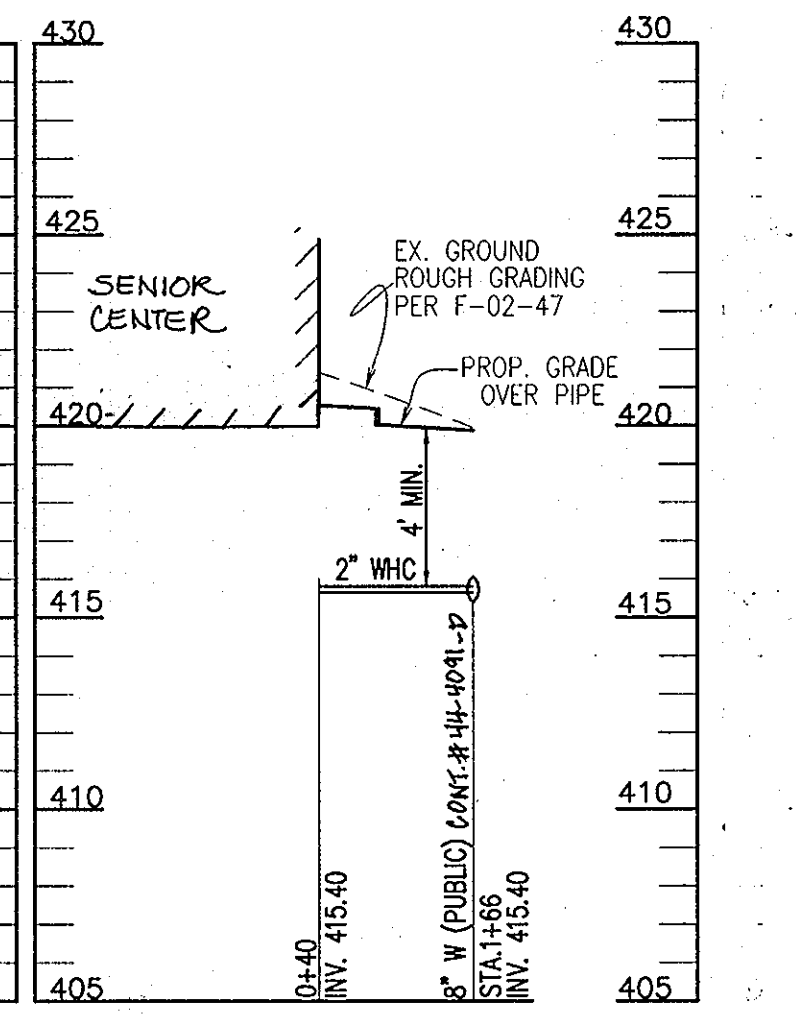 430
430
425
425
EX. GROUND
ROUGH GRADING
PER F-02-47
SENIOR
CENTER
PROP. GRADE
OVER PIPE
420
420
4' MIN.
2" WHC
415
415
8" W (PUBLIC) CONT.# 44-4091-D
410
410
0+40
INV. 415.40
STA.1+66
INV. 415.40
405
405